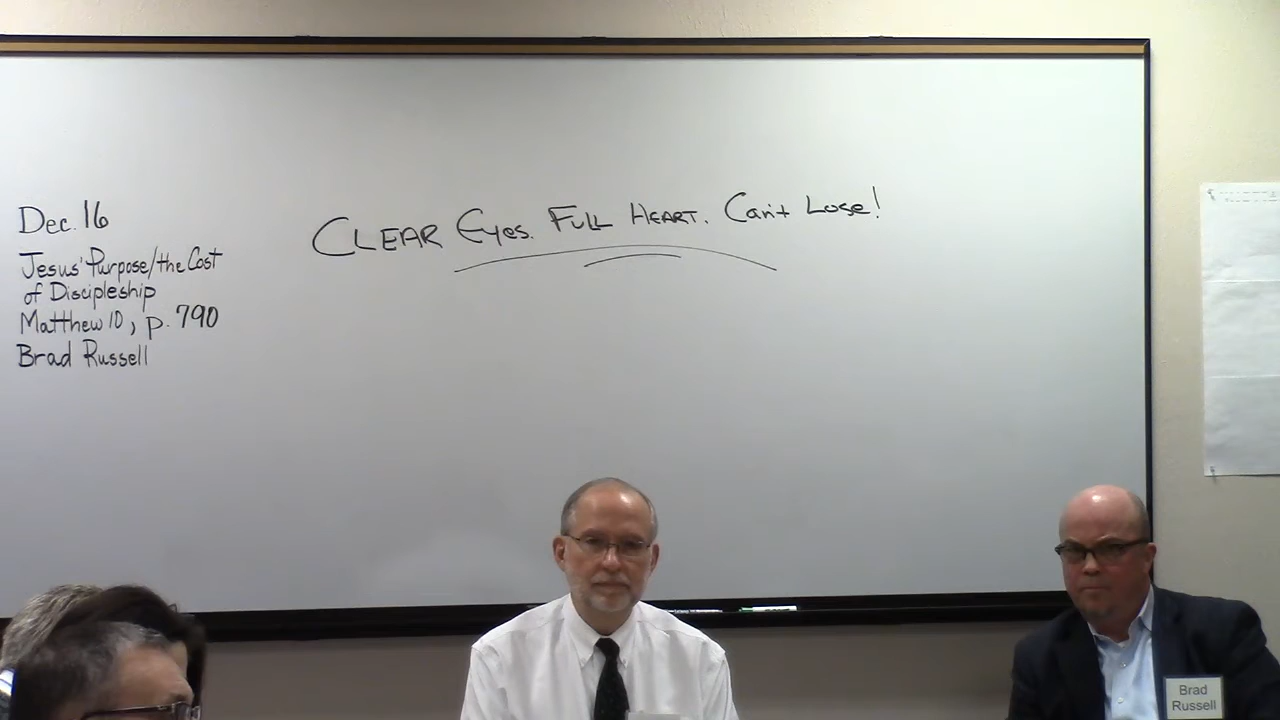 Dec. 16
Jesus' Purpose/the Cost
of Discipleship
Matthew 10, p. 790
Brad Russell
CLEAR Eyes. FULL HEART. Can't Lose!
Brad
Russell